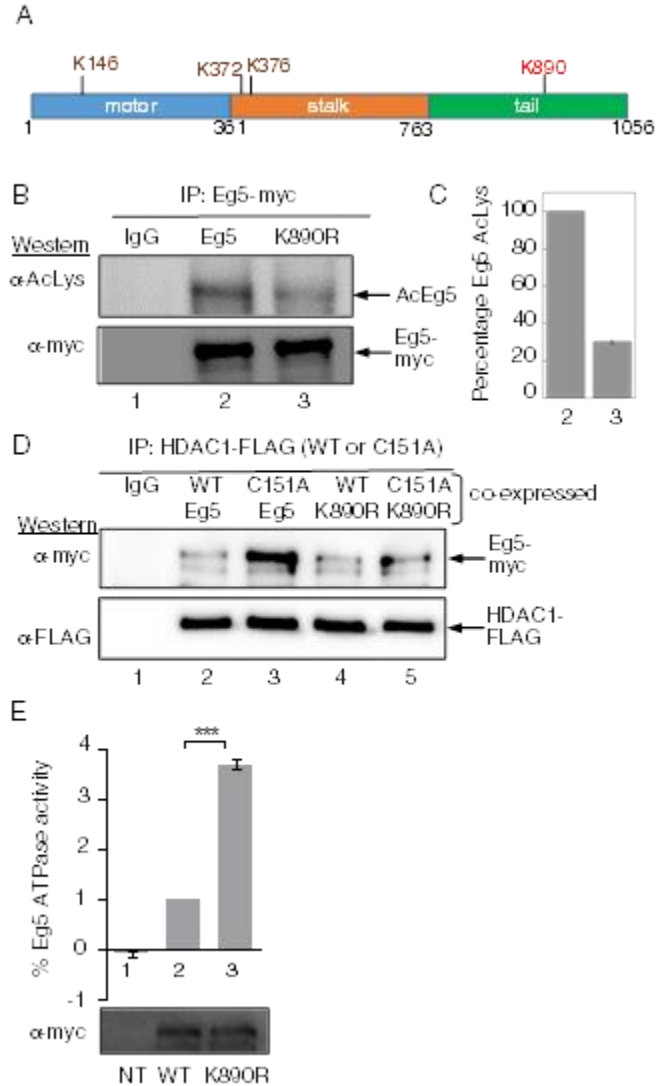 A
K146 K372 K376 K890
motor stalk tail
1 361 763 1056
B
IP: Eg5-myc
Western IgG Eg5 K890R
α-AcLys AcEg5
α-myc Eg5-myc
1 2 3
C
Percentage Eg5 AcLys
100
80
60
40
20
0
2 3
D
IP: HDAC1-FLAG (WT or C151A)
IgG WT C151A WT C151A
Eg5 Eg5 K890R K890R co-expressed
Western
α-myc Eg5-myc
α-FLAG HDAC1-FLAG
1 2 3 4 5
E
% Eg5 ATPase activity
***
4
3
2
1
0
-1
1 2 3
α-myc
NT WT K890R